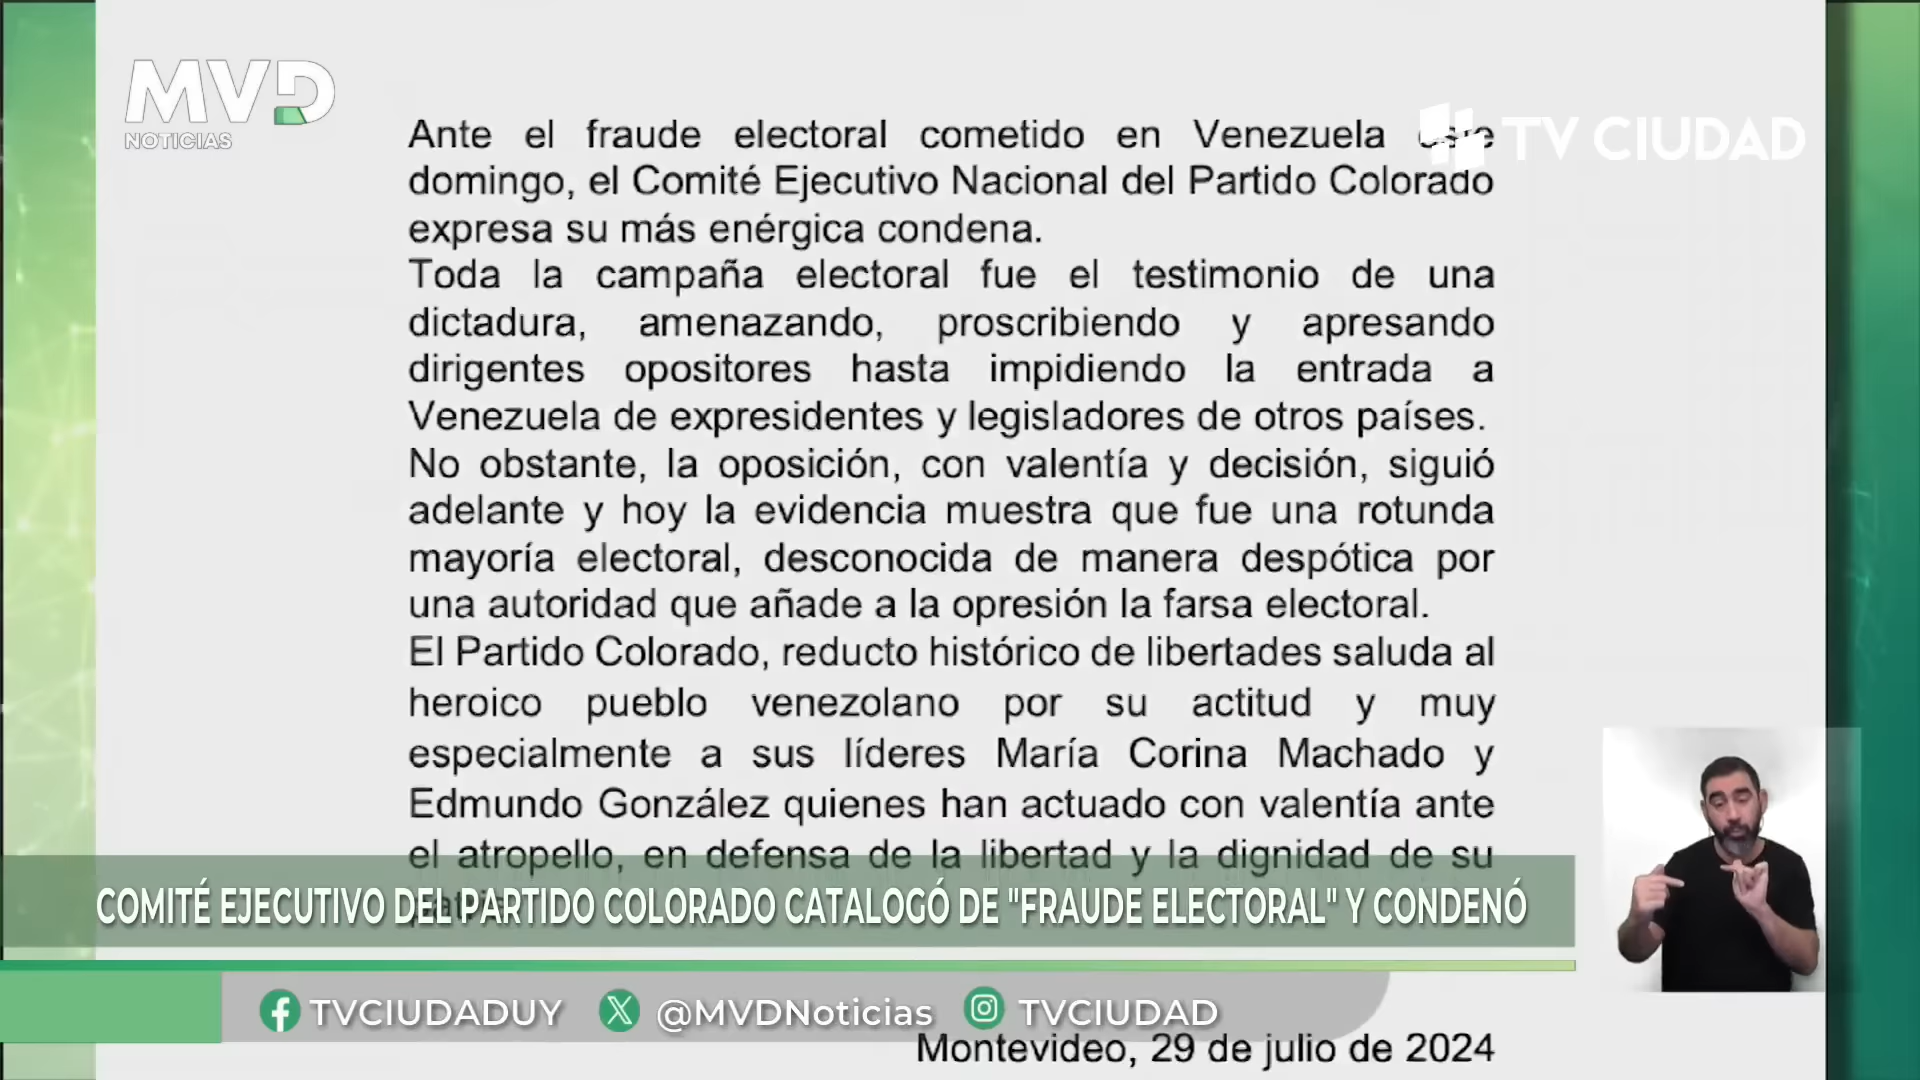 MVD
NOTICIAS
TV CIUDAD
Ante el fraude electoral cometido en Venezuela este
domingo, el Comité Ejecutivo Nacional del Partido Colorado
expresa su más enérgica condena.
Toda la campaña electoral fue el testimonio de una
dictadura, amenazando, proscribiendo y apresando
dirigentes opositores hasta impidiendo la entrada a
Venezuela de expresidentes y legisladores de otros países.
No obstante, la oposición, con valentía y decisión, siguió
adelante y hoy la evidencia muestra que fue una rotunda
mayoría electoral, desconocida de manera despótica por
una autoridad que añade a la opresión la farsa electoral.
El Partido Colorado, reducto histórico de libertades saluda al
heroico pueblo venezolano por su actitud y muy
especialmente a sus líderes María Corina Machado y
Edmundo González quienes han actuado con valentía ante
el atropello, en defensa de la libertad y la dignidad de su
COMITÉ EJECUTIVO DEL PARTIDO COLORADO CATALOGÓ DE "FRAUDE ELECTORAL" Y CONDENÓ
TVCIUDADUY @MVDNoticias TVCIUDAD
Montevideo, 29 de julio de 2024